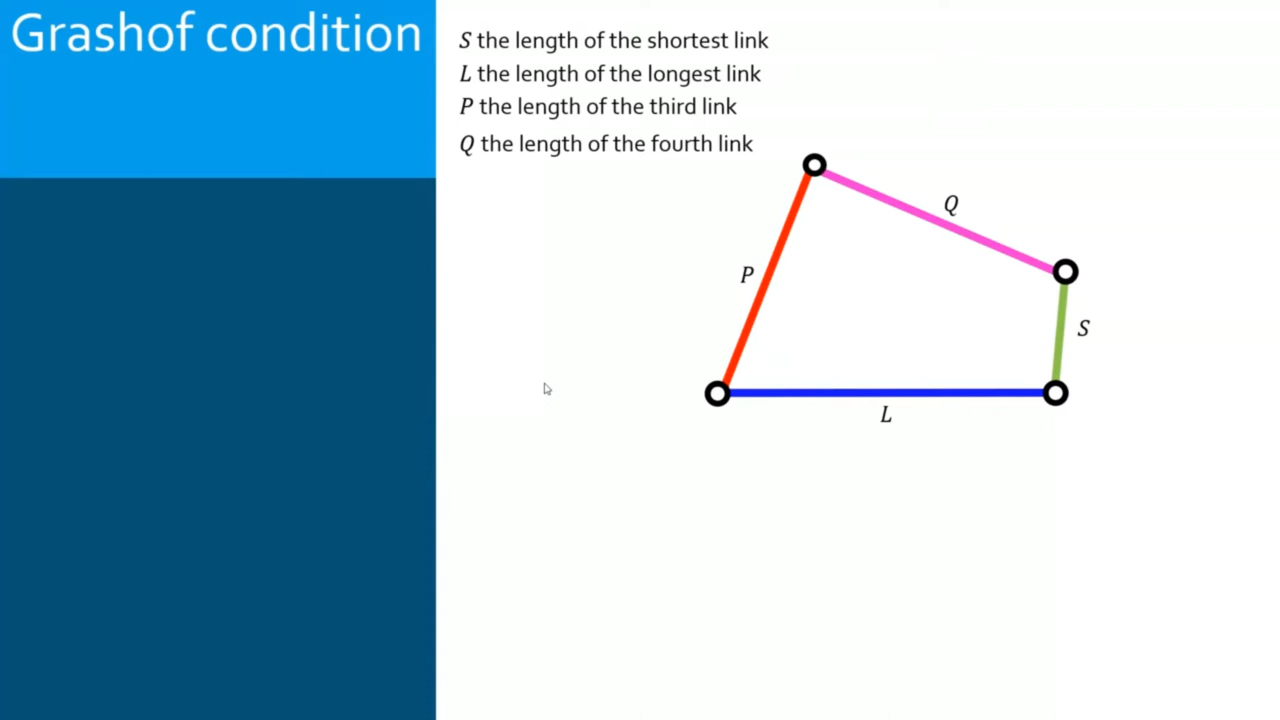 Grashof condition
S the length of the shortest link
L the length of the longest link
P the length of the third link
Q the length of the fourth link
Q
P
S
L